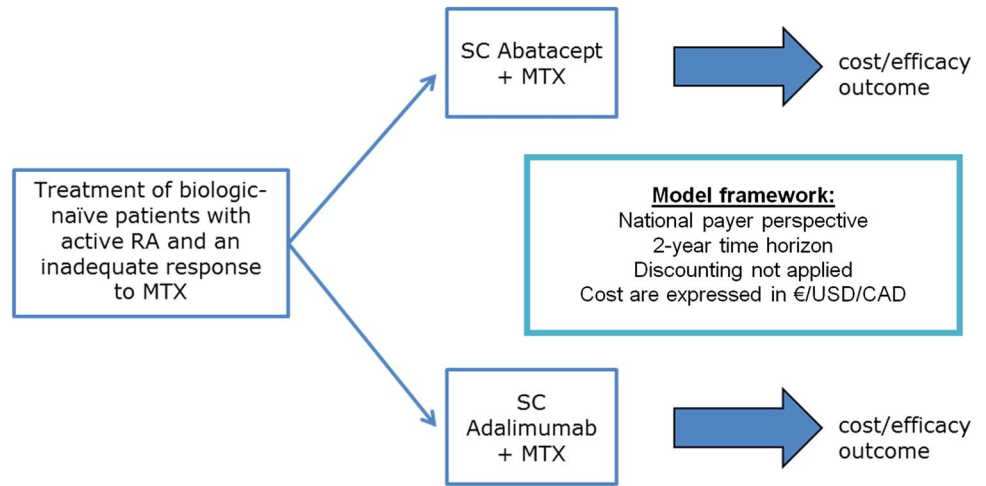 SC Abatacept
+ MTX
cost/efficacy
outcome
Treatment of biologic-
naïve patients with
active RA and an
inadequate response
to MTX
Model framework:
National payer perspective
2-year time horizon
Discounting not applied
Cost are expressed in €/USD/CAD
SC
Adalimumab
+ MTX
cost/efficacy
outcome